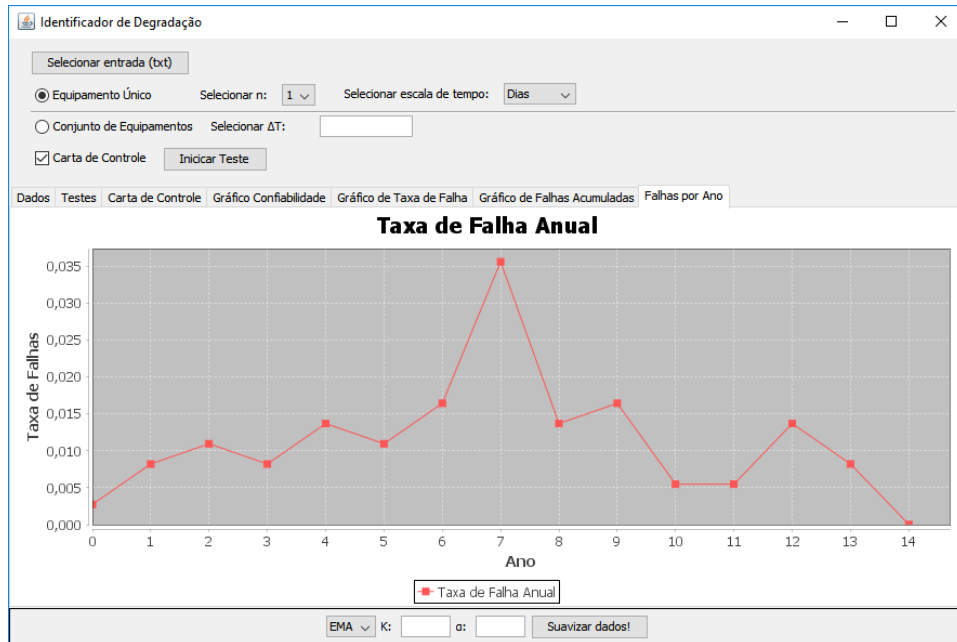 Identificador de Degradação
Selecionar entrada (txt)
Equipamento Único Selecionar n: 1 Selecionar escala de tempo: Dias
Conjunto de Equipamentos Selecionar ΔT:
Carta de Controle Inicicar Teste
Dados Testes Carta de Controle Gráfico Confiabilidade Gráfico de Taxa de Falha Gráfico de Falhas Acumuladas Falhas por Ano
Taxa de Falha Anual
Taxa de Falhas
0,035
0,030
0,025
0,020
0,015
0,010
0,005
0,000
0 1 2 3 4 5 6 7 8 9 10 11 12 13 14
Ano
Taxa de Falha Anual
EMA K: α: Suavizar dados!